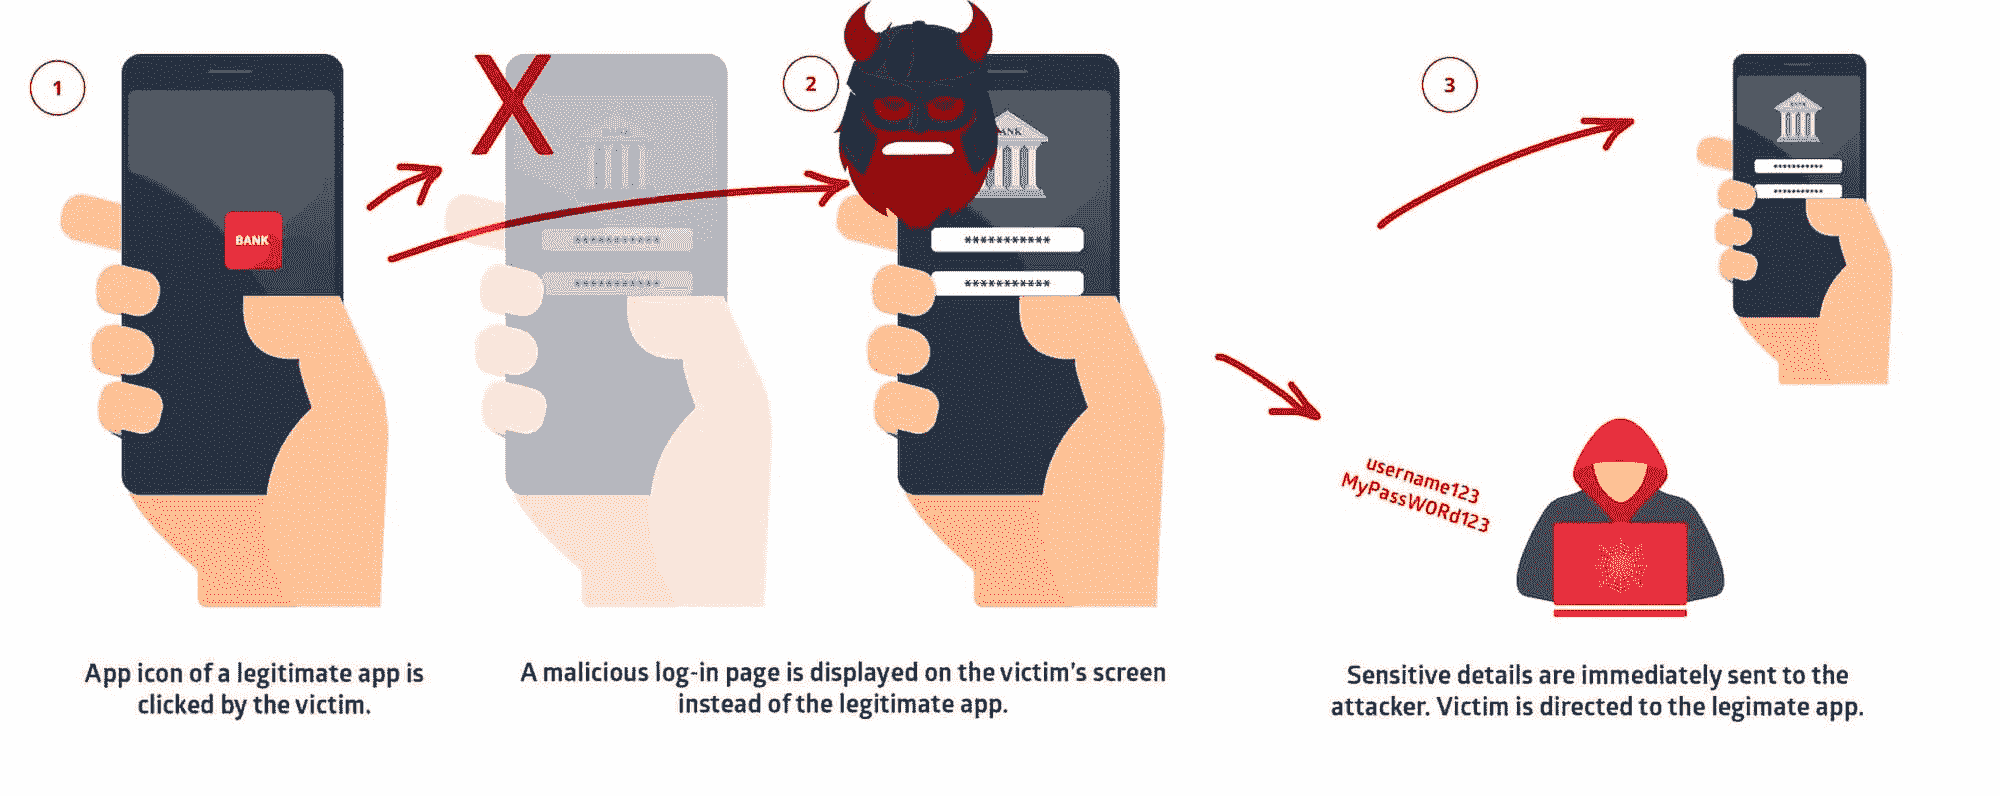 1
BANK
X
***********
***********
2
BANK
***********
***********
3
***********
***********
username123
MyPassW0Rd123
App icon of a legitimate app is
clicked by the victim.
A malicious log-in page is displayed on the victim's screen
instead of the legitimate app.
Sensitive details are immediately sent to the
attacker. Victim is directed to the legimate app.